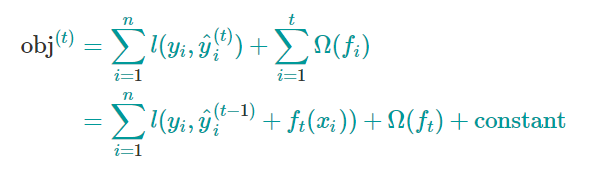 obj^{(t)} = \sum_{i=1}^{n} l(y_i, \hat{y}_i^{(t)}) + \sum_{i=1}^{t} \Omega(f_i)
= \sum_{i=1}^{n} l(y_i, \hat{y}_i^{(t-1)} + f_t(x_i)) + \Omega(f_t) + constant